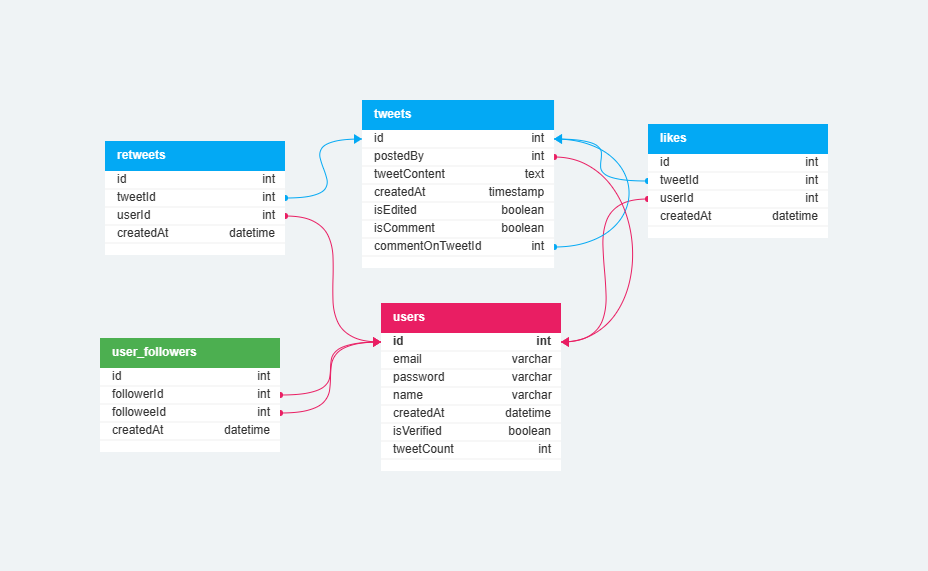 retweets
id int
tweetId int
userId int
createdAt datetime
tweets
id int
postedBy int
tweetContent text
createdAt timestamp
isEdited boolean
isComment boolean
commentOnTweetId int
likes
id int
tweetId int
userId int
createdAt datetime
user_followers
id int
followerId int
followeeId int
createdAt datetime
users
id int
email varchar
password varchar
name varchar
createdAt datetime
isVerified boolean
tweetCount int